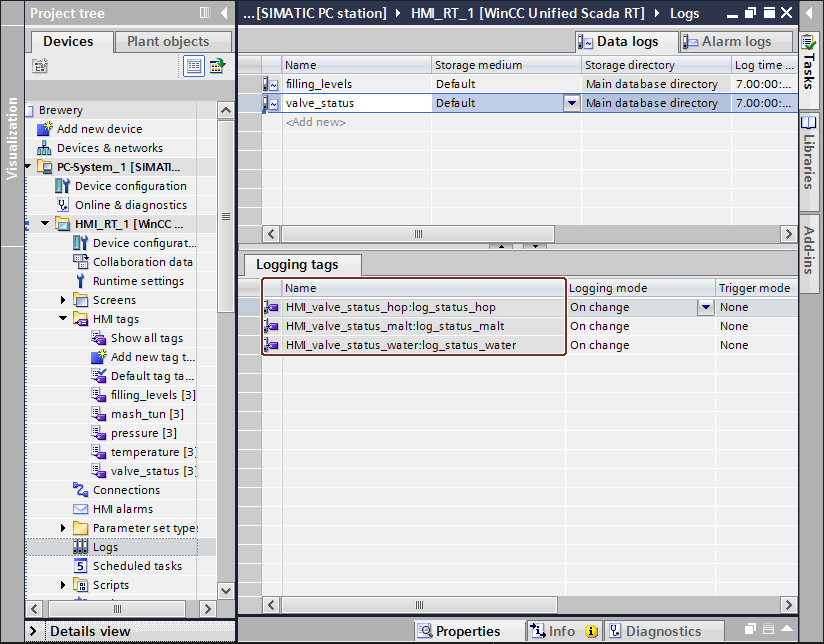 Project tree
...[SIMATIC PC station] HMI_RT_1 [WinCC Unified Scada RT] Logs
Devices
Plant objects
Data logs
Alarm logs
Visualization
Tasks
Libraries
Add-ins
Brewery
Add new device
Devices & networks
PC-System_1 [SIMATI...
Device configuration
Online & diagnostics
HMI_RT_1 [WinCC ...
Device configurat...
Collaboration data
Runtime settings
Screens
HMI tags
Show all tags
Add new tag t...
Default tag ta...
filling_levels [3]
mash_tun [3]
pressure [3]
temperature [3]
valve_status [3]
Connections
HMI alarms
Parameter set types
Logs
5 Scheduled tasks
Scripts
Details view
Name Storage medium Storage directory Log time ...
filling_levels Default Main database directory 7.00:00:...
valve_status Default Main database directory 7.00:00:...
<Add new>
Logging tags
Name Logging mode Trigger mode
HMI_valve_status_hop:log_status_hop On change None
HMI_valve_status_malt:log_status_malt On change None
HMI_valve_status_water:log_status_water On change None
Properties
Info
Diagnostics